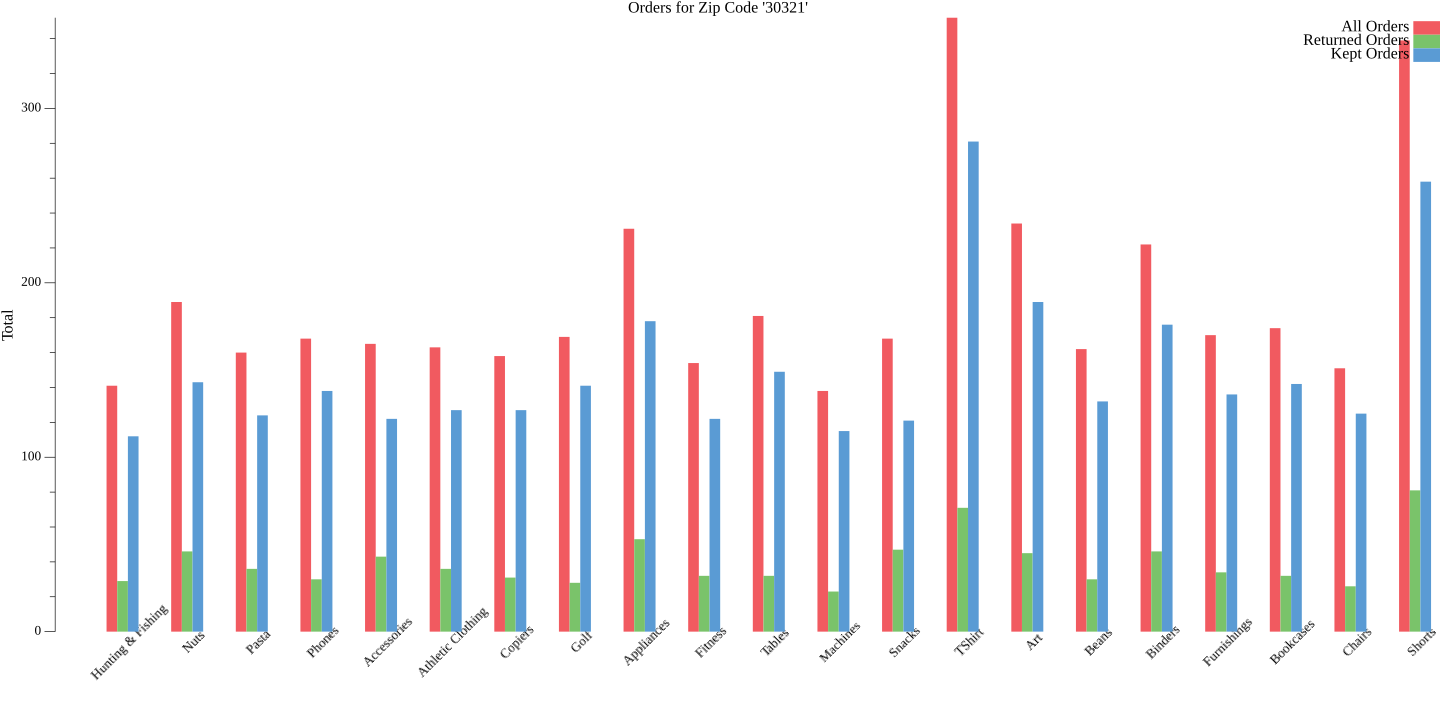 Orders for Zip Code '30321'
All Orders
Returned Orders
Kept Orders
Total
300
200
100
0
Hunting & Fishing
Nuts
Pasta
Phones
Accessories
Athletic Clothing
Copiers
Golf
Appliances
Fitness
Tables
Machines
Snacks
TShirt
Art
Beans
Binders
Furnishings
Bookcases
Chairs
Shorts